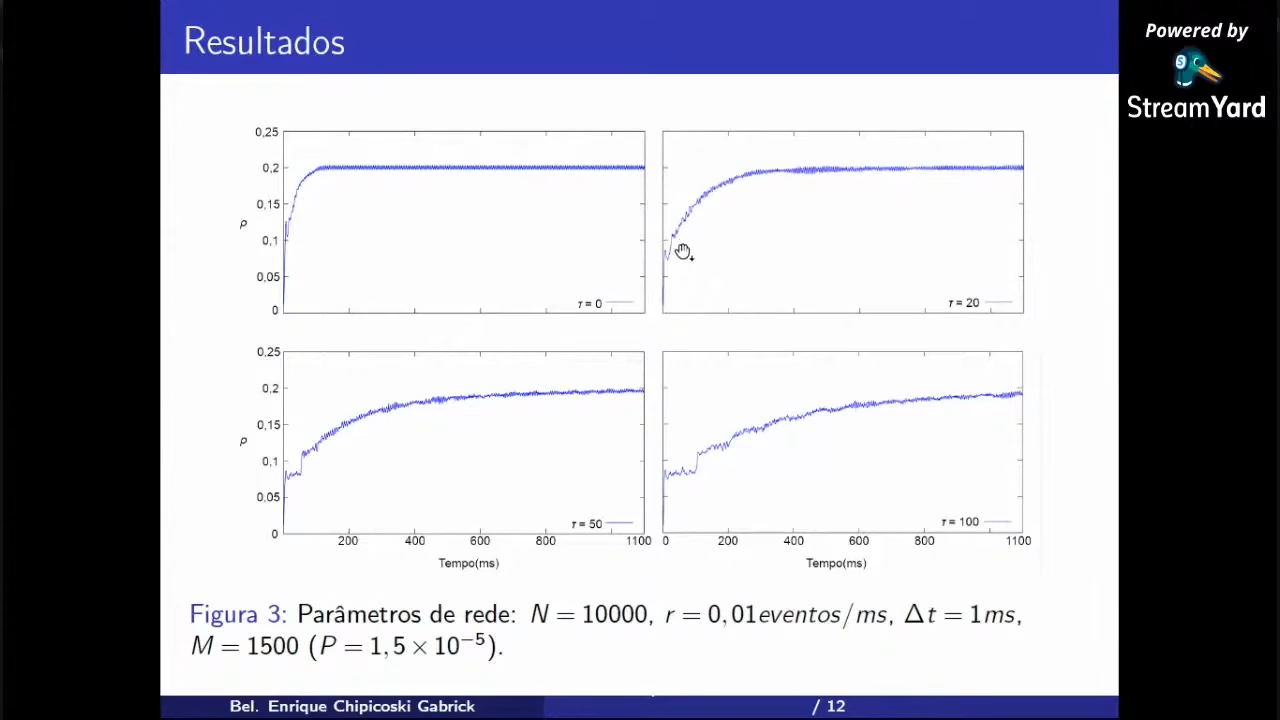 Resultados
Powered by
StreamYard
0,25
0,2
0,15
ρ
0,1
0,05
0
τ = 0
τ = 20
0,25
0,2
0,15
ρ
0,1
0,05
0
τ = 50
τ = 100
200 400 600 800 1100
0 200 400 600 800 1100
Tempo(ms)
Tempo(ms)
Figura 3: Parâmetros de rede: N = 10000, r = 0,01eventos/ms, Δt = 1ms,
M = 1500 (P = 1,5 × 10⁻⁵).
Bel. Enrique Chipicoski Gabrick
/ 12